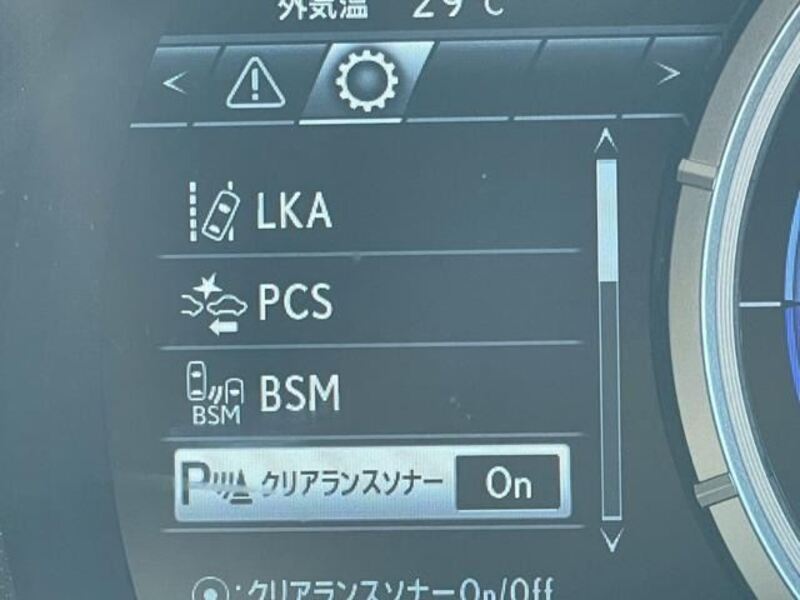 外気温 29℃
LKA
PCS
BSM BSM
P クリアランスソナー On
:クリアランスソナーOn/Off